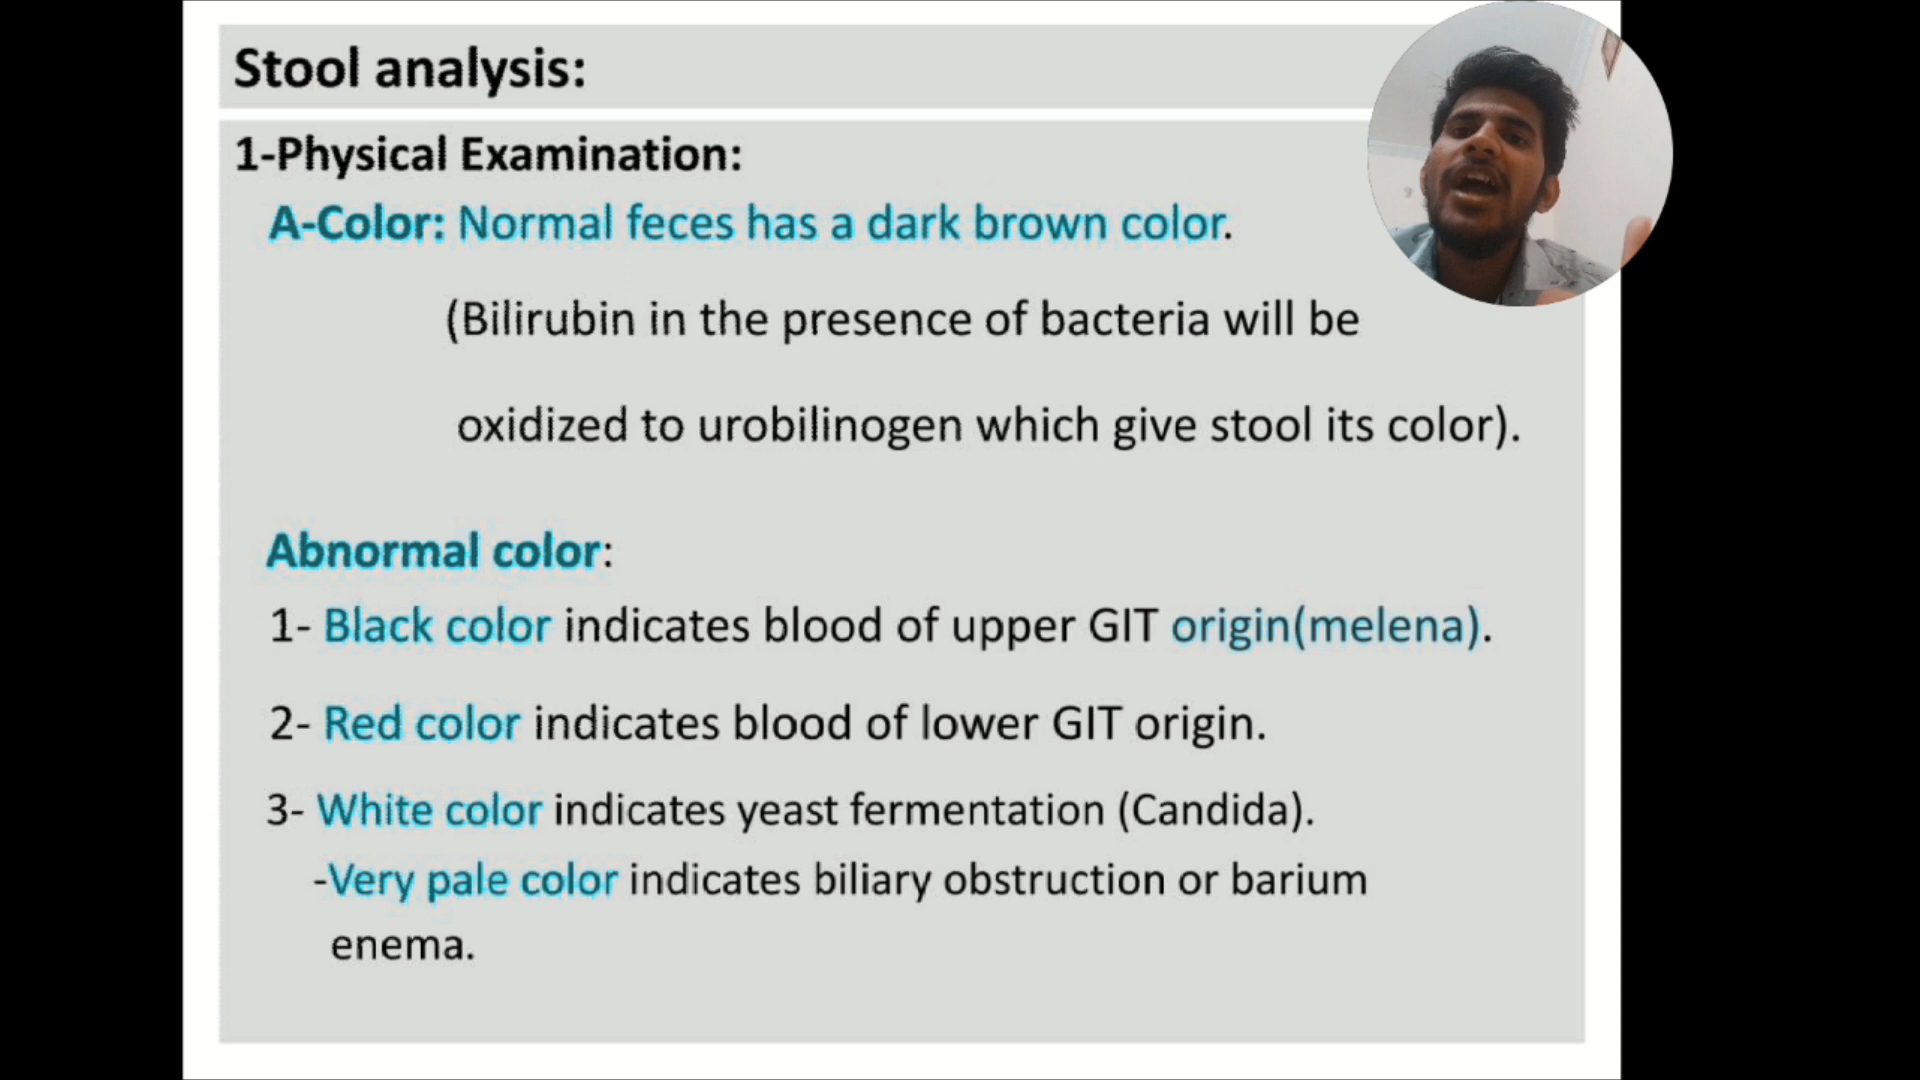 Stool analysis:
1-Physical Examination:
A-Color: Normal feces has a dark brown color.
(Bilirubin in the presence of bacteria will be
oxidized to urobilinogen which give stool its color).
Abnormal color:
1- Black color indicates blood of upper GIT origin(melena).
2- Red color indicates blood of lower GIT origin.
3- White color indicates yeast fermentation (Candida).
-Very pale color indicates biliary obstruction or barium
enema.